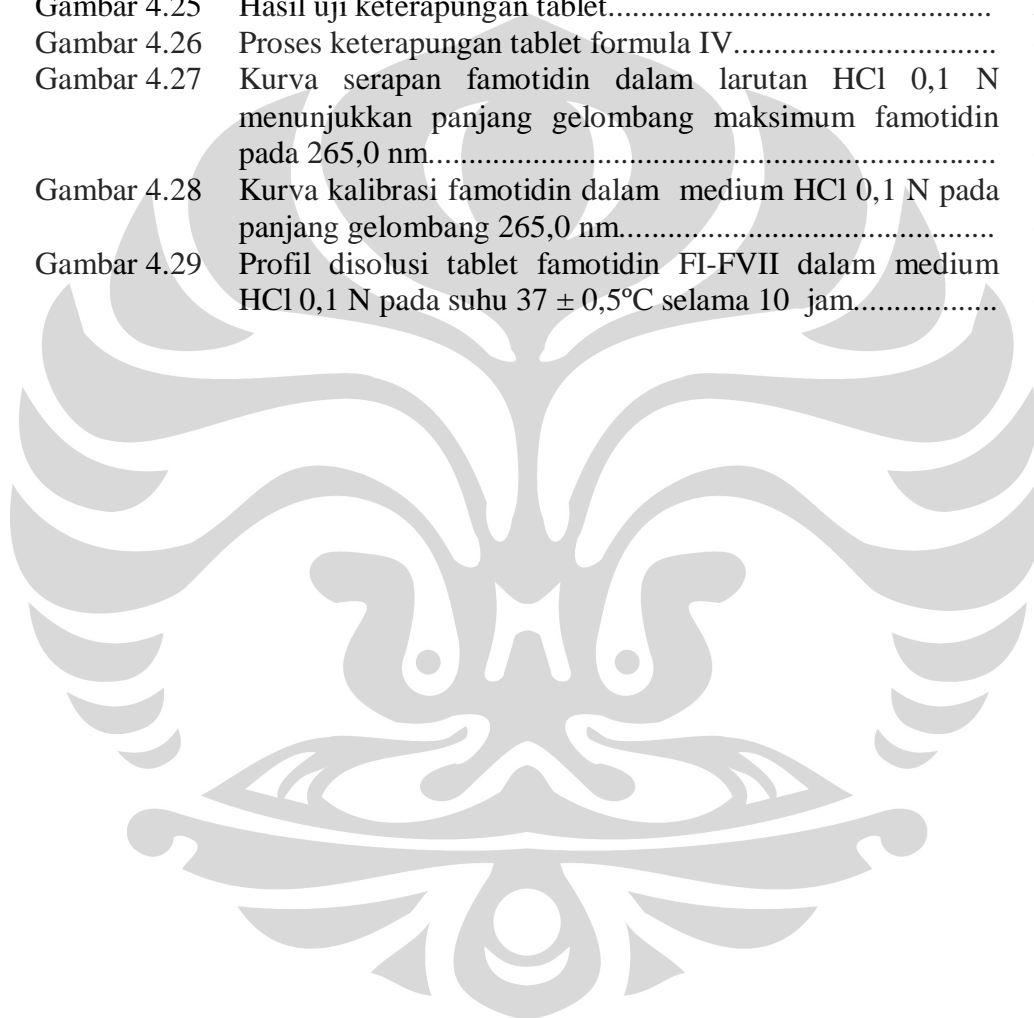 Gambar 4.25 Hasil uji keterapungan tablet................................................
Gambar 4.26 Proses keterapungan tablet formula IV.................................
Gambar 4.27 Kurva serapan famotidin dalam larutan HCl 0,1 N
menunjukkan panjang gelombang maksimum famotidin
pada 265,0 nm.......................................................................
Gambar 4.28 Kurva kalibrasi famotidin dalam medium HCl 0,1 N pada
panjang gelombang 265,0 nm...............................................
Gambar 4.29 Profil disolusi tablet famotidin FI-FVII dalam medium
HCl 0,1 N pada suhu 37 ± 0,5ºC selama 10 jam..................